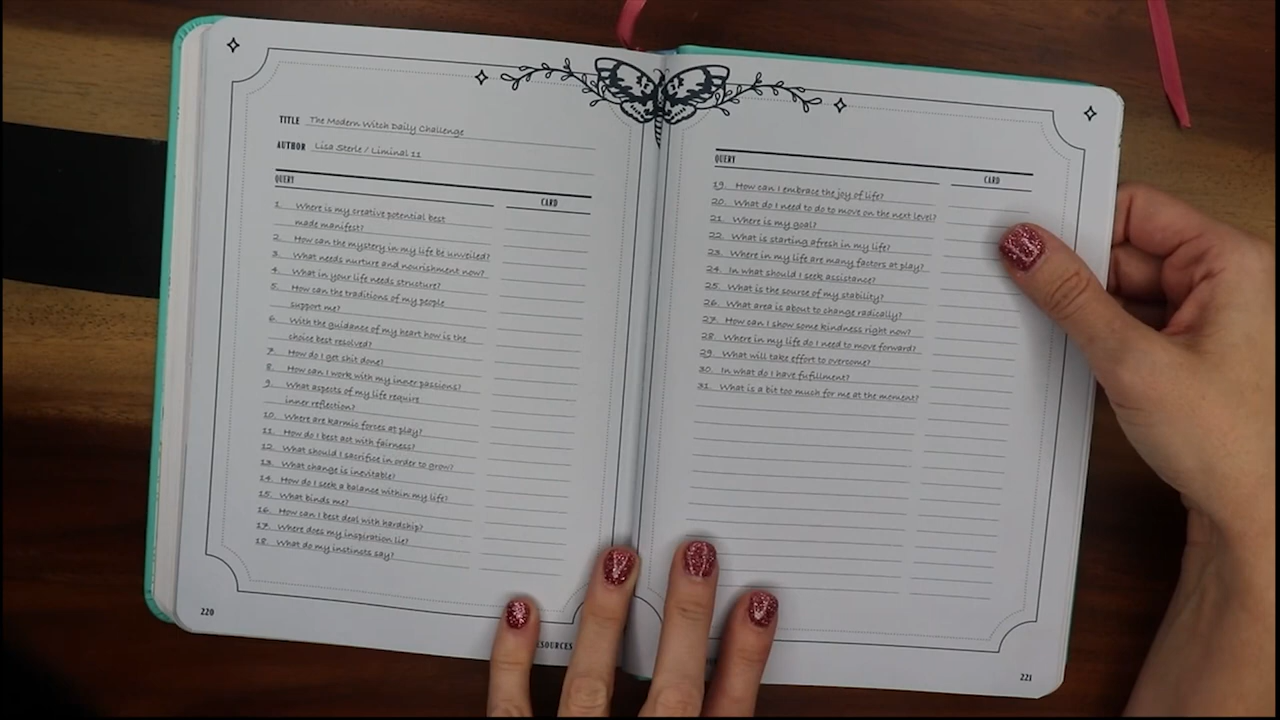 TITLE The Modern Witch Daily Challenge
AUTHOR Lisa Sterle / Liminal 11
QUERY CARD
1. Where is my creative potential best
made manifest?
2. How can the mystery in my life be unveiled?
3. What needs nurture and nourishment now?
4. What in your life needs structure?
5. How can the traditions of my people
support me?
6. With the guidance of my heart how is the
choice best resolved?
7. How do I get shit done?
8. How can I work with my inner passions?
9. What aspects of my life require
inner reflection?
10. Where are karmic forces at play?
11. How do I best act with fairness?
12. What should I sacrifice in order to grow?
13. What change is inevitable?
14. How do I seek a balance within my life?
15. What binds me?
16. How can I best deal with hardship?
17. Where does my inspiration lie?
18. What do my instincts say?
220
ESOURCES
QUERY CARD
19. How can I embrace the joy of life?
20. What do I need to do to move on the next level?
21. Where is my goal?
22. What is starting afresh in my life?
23. Where in my life are many factors at play?
24. In what should I seek assistance?
25. What is the source of my stability?
26. What area is about to change radically?
27. How can I show some kindness right now?
28. Where in my life do I need to move forward?
29. What will take effort to overcome?
30. In what do I have fufillment?
31. What is a bit too much for me at the moment?
221